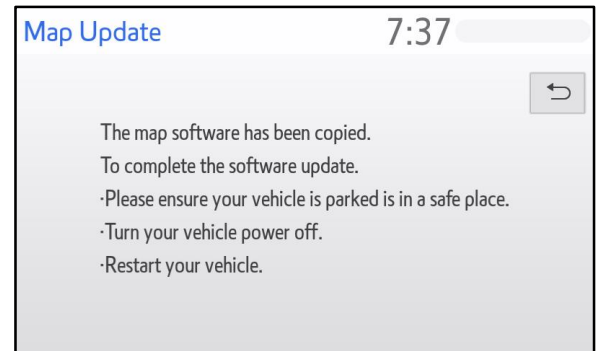 Map Update
7:37
The map software has been copied.
To complete the software update.
·Please ensure your vehicle is parked is in a safe place.
·Turn your vehicle power off.
·Restart your vehicle.